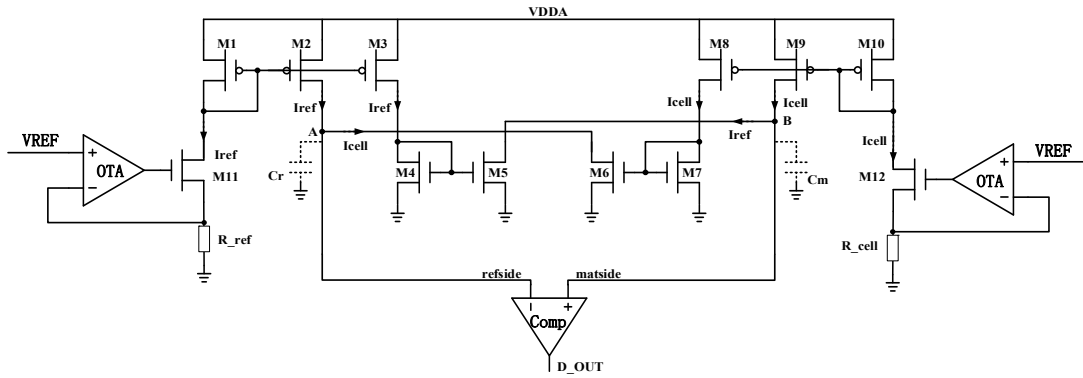 VDDA
M1 M2 M3 M8 M9 M10
Iref Iref Icell Icell
A Icell Iref B
VREF + OTA − Iref M11
Icell M12 + OTA − VREF
Cr M4 M5 M6 M7 Cm
R_ref R_cell
refside matside
− +
Comp
D_OUT